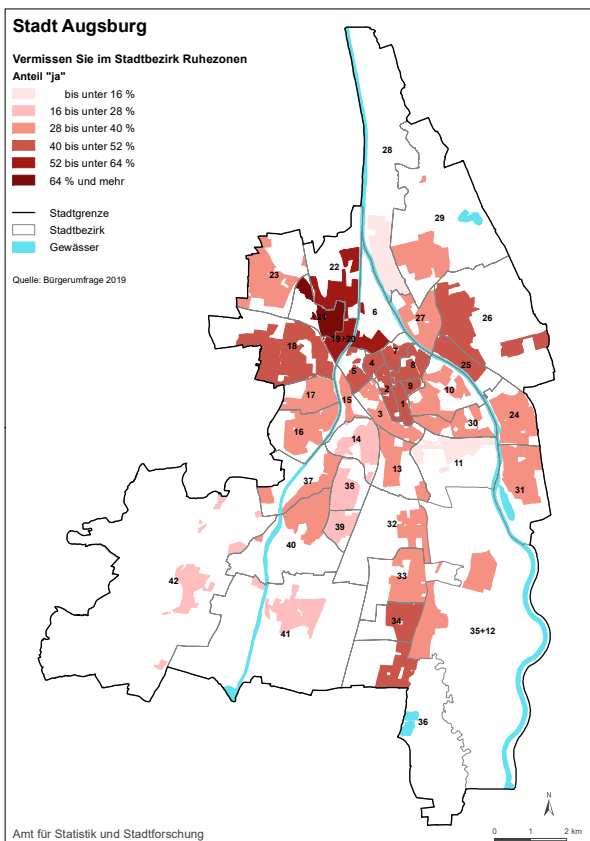 Stadt Augsburg
Vermissen Sie im Stadtbezirk Ruhezonen
Anteil "ja"
bis unter 16 %
16 bis unter 28 %
28 bis unter 40 %
40 bis unter 52 %
52 bis unter 64 %
64 % und mehr
Stadtgrenze
Stadtbezirk
Gewässer
Quelle: Bürgerumfrage 2019
28
29
22
23
6
27
26
21
19+20
18
7
8
25
4
5
2
9
10
17
15
1
3
30
24
16
14
11
13
31
37
38
39
32
40
33
42
34
41
35+12
36
N
Amt für Statistik und Stadtforschung
0 1 2 km